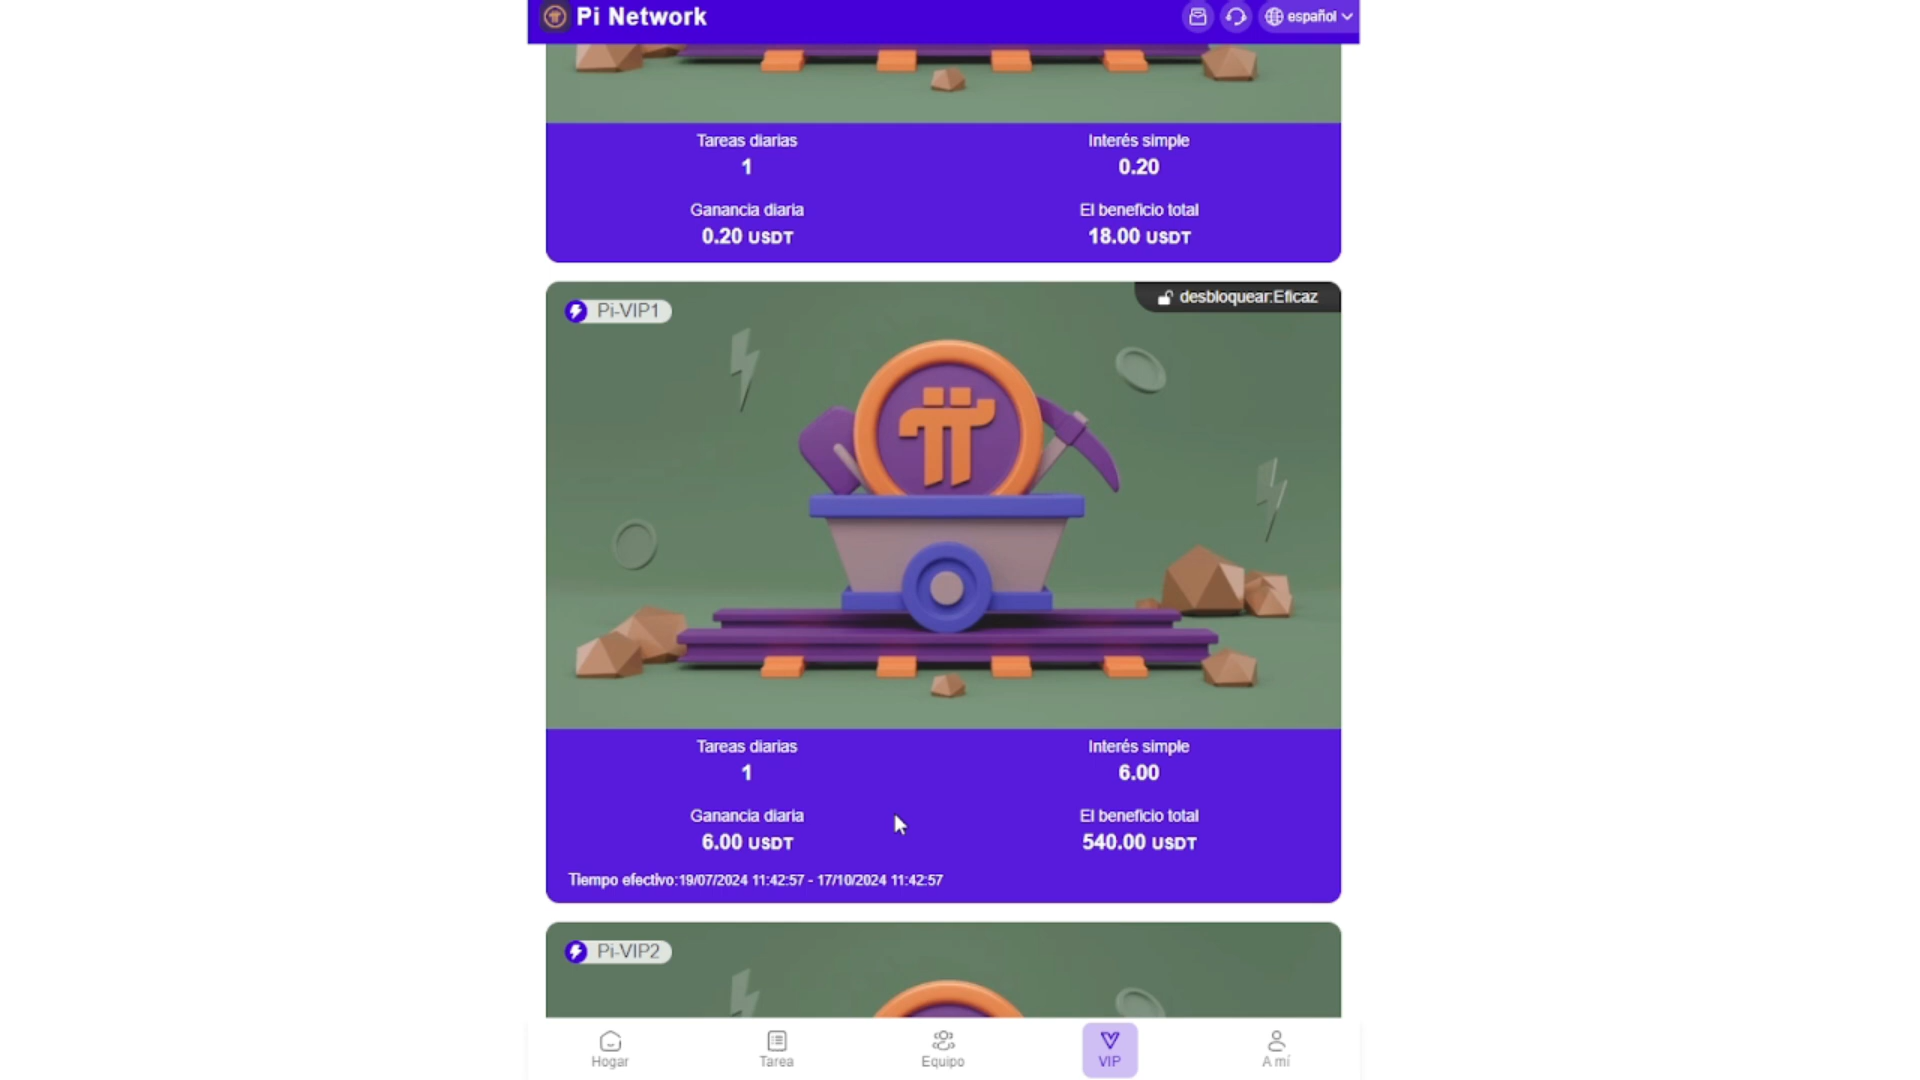 Pi Network
español
Tareas diarias
1
Interés simple
0.20
Ganancia diaria
0.20 USDT
El beneficio total
18.00 USDT
Pi-VIP1
desbloquear:Eficaz
Tareas diarias
1
Interés simple
6.00
Ganancia diaria
6.00 USDT
El beneficio total
540.00 USDT
Tiempo efectivo:19/07/2024 11:42:57 - 17/10/2024 11:42:57
Pi-VIP2
Hogar
Tarea
Equipo
VIP
A mí